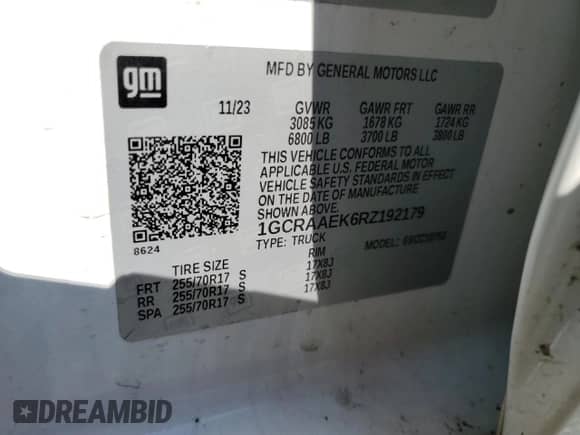 gm
MFD BY GENERAL MOTORS LLC
11/23 GVWR GAWR FRT GAWR RR
3085 KG 1678 KG 1724 KG
6800 LB 3700 LB 3800 LB
THIS VEHICLE CONFORMS TO ALL
APPLICABLE U.S. FEDERAL MOTOR
VEHICLE SAFETY STANDARDS IN EFFECT
ON THE DATE OF MANUFACTURE
SHOWN ABOVE.
1GCRAAEK6RZ192179
8624
TYPE: TRUCK MODEL:
TIRE SIZE RIM
FRT 255/70R17 S 17X8J
RR 255/70R17 S 17X8J
SPA 255/70R17 S 17X8J
DREAMBID